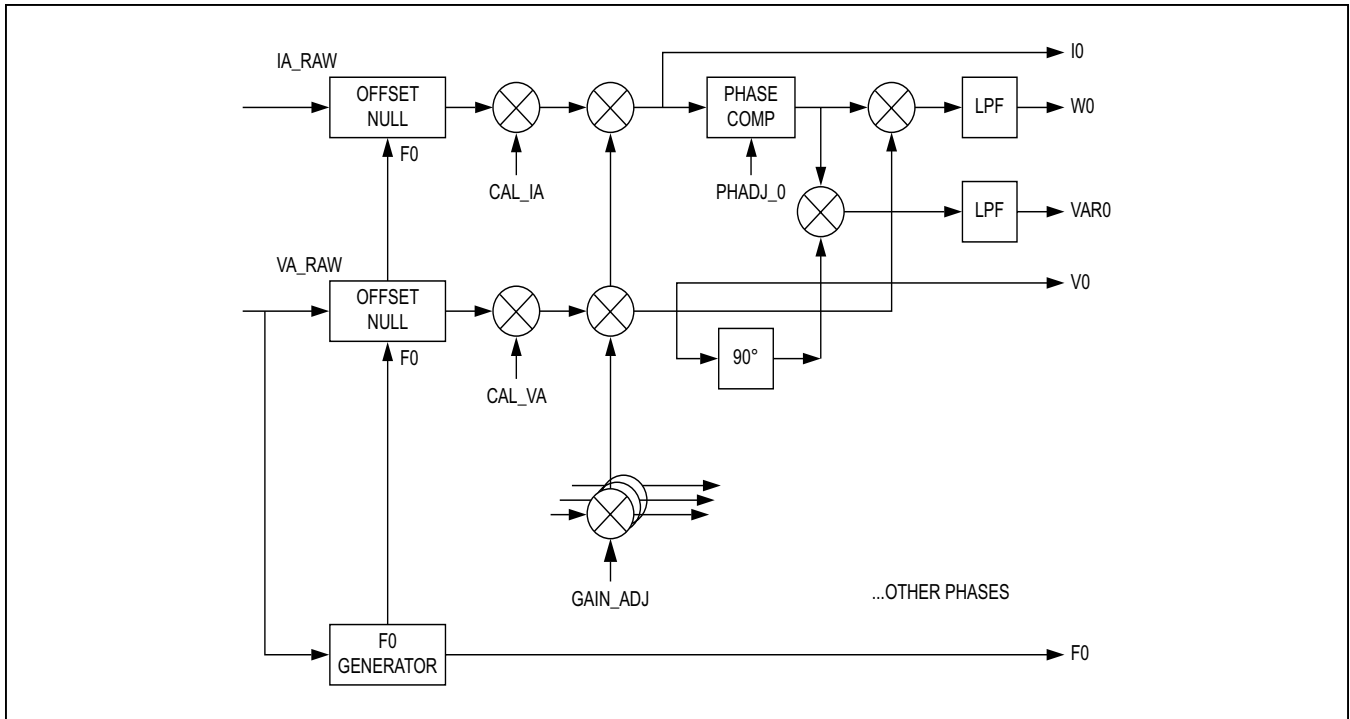 IA_RAW
OFFSET
NULL
F0
CAL_IA
PHASE
COMP
PHADJ_0
LPF
I0
W0
LPF
VAR0
VA_RAW
OFFSET
NULL
F0
CAL_VA
V0
90°
GAIN_ADJ
...OTHER PHASES
F0
GENERATOR
F0